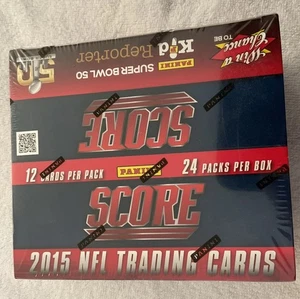 Win a
Chance
TO BE
PANINI
Kid
Reporter
SUPER BOWL 50
50
SCORE
12 CARDS PER PACK
PANINI
24 PACKS PER BOX
SCORE
2015 NFL TRADING CARDS